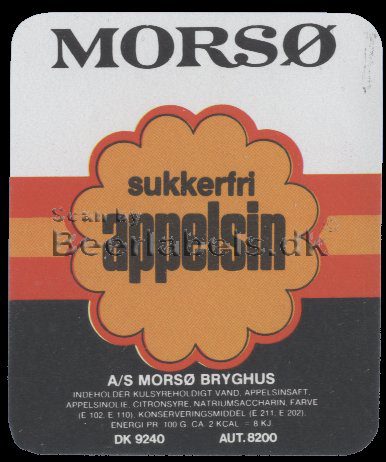 MORSØ
sukkerfri
Scan by
appelsin
Beerlabels.dk
A/S MORSØ BRYGHUS
INDEHOLDER KULSYREHOLDIGT VAND, APPELSINSAFT,
APPELSINOLIE, CITRONSYRE, NATRIUMSACCHARIN, FARVE
(E 102, E 110), KONSERVERINGSMIDDEL (E 211, E 202).
ENERGI PR. 100 G. CA. 2 KCAL = 8 KJ.
DK 9240 AUT. 8200